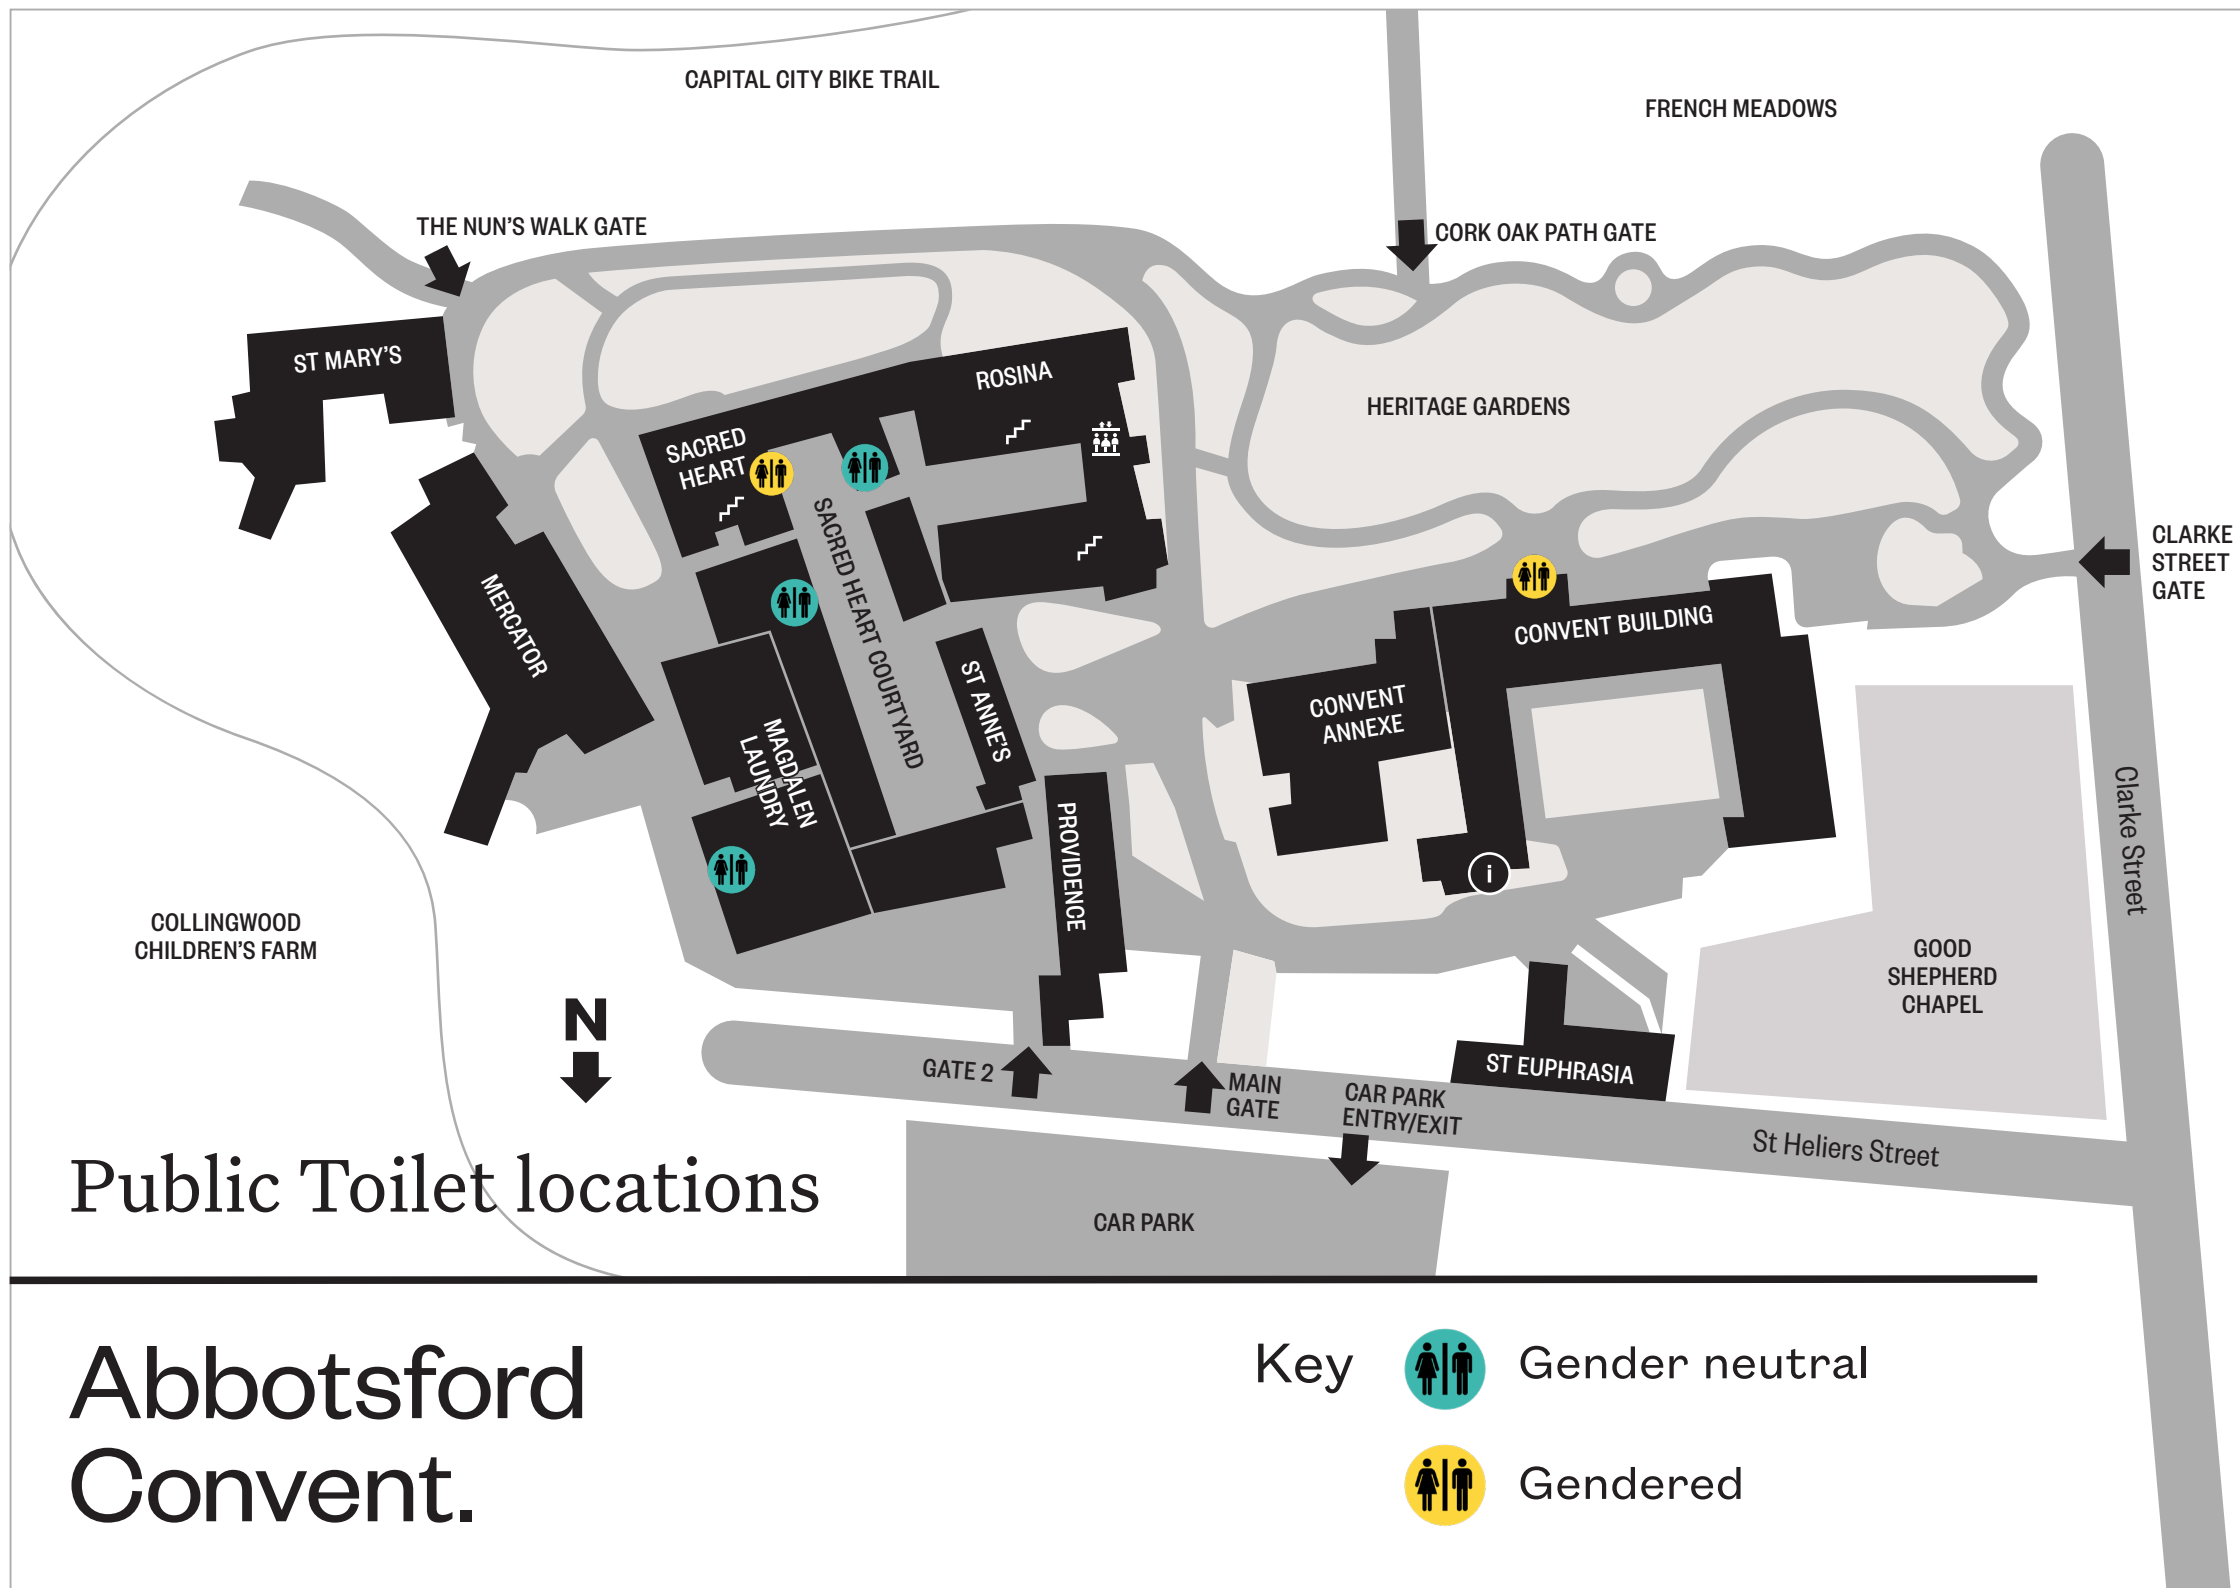 CAPITAL CITY BIKE TRAIL
FRENCH MEADOWS
THE NUN'S WALK GATE
CORK OAK PATH GATE
ST MARY'S
ROSINA
HERITAGE GARDENS
SACRED
HEART
SACRED HEART COURTYARD
CLARKE
STREET
GATE
MERCATOR
CONVENT BUILDING
ST ANNE'S
CONVENT
ANNEXE
MAGDALEN
LAUNDRY
PROVIDENCE
Clarke Street
i
COLLINGWOOD
CHILDREN'S FARM
GOOD
SHEPHERD
CHAPEL
N
GATE 2
MAIN
GATE
CAR PARK
ENTRY/EXIT
ST EUPHRASIA
St Heliers Street
Public Toilet locations
CAR PARK
Abbotsford
Convent.
Key
Gender neutral
Gendered